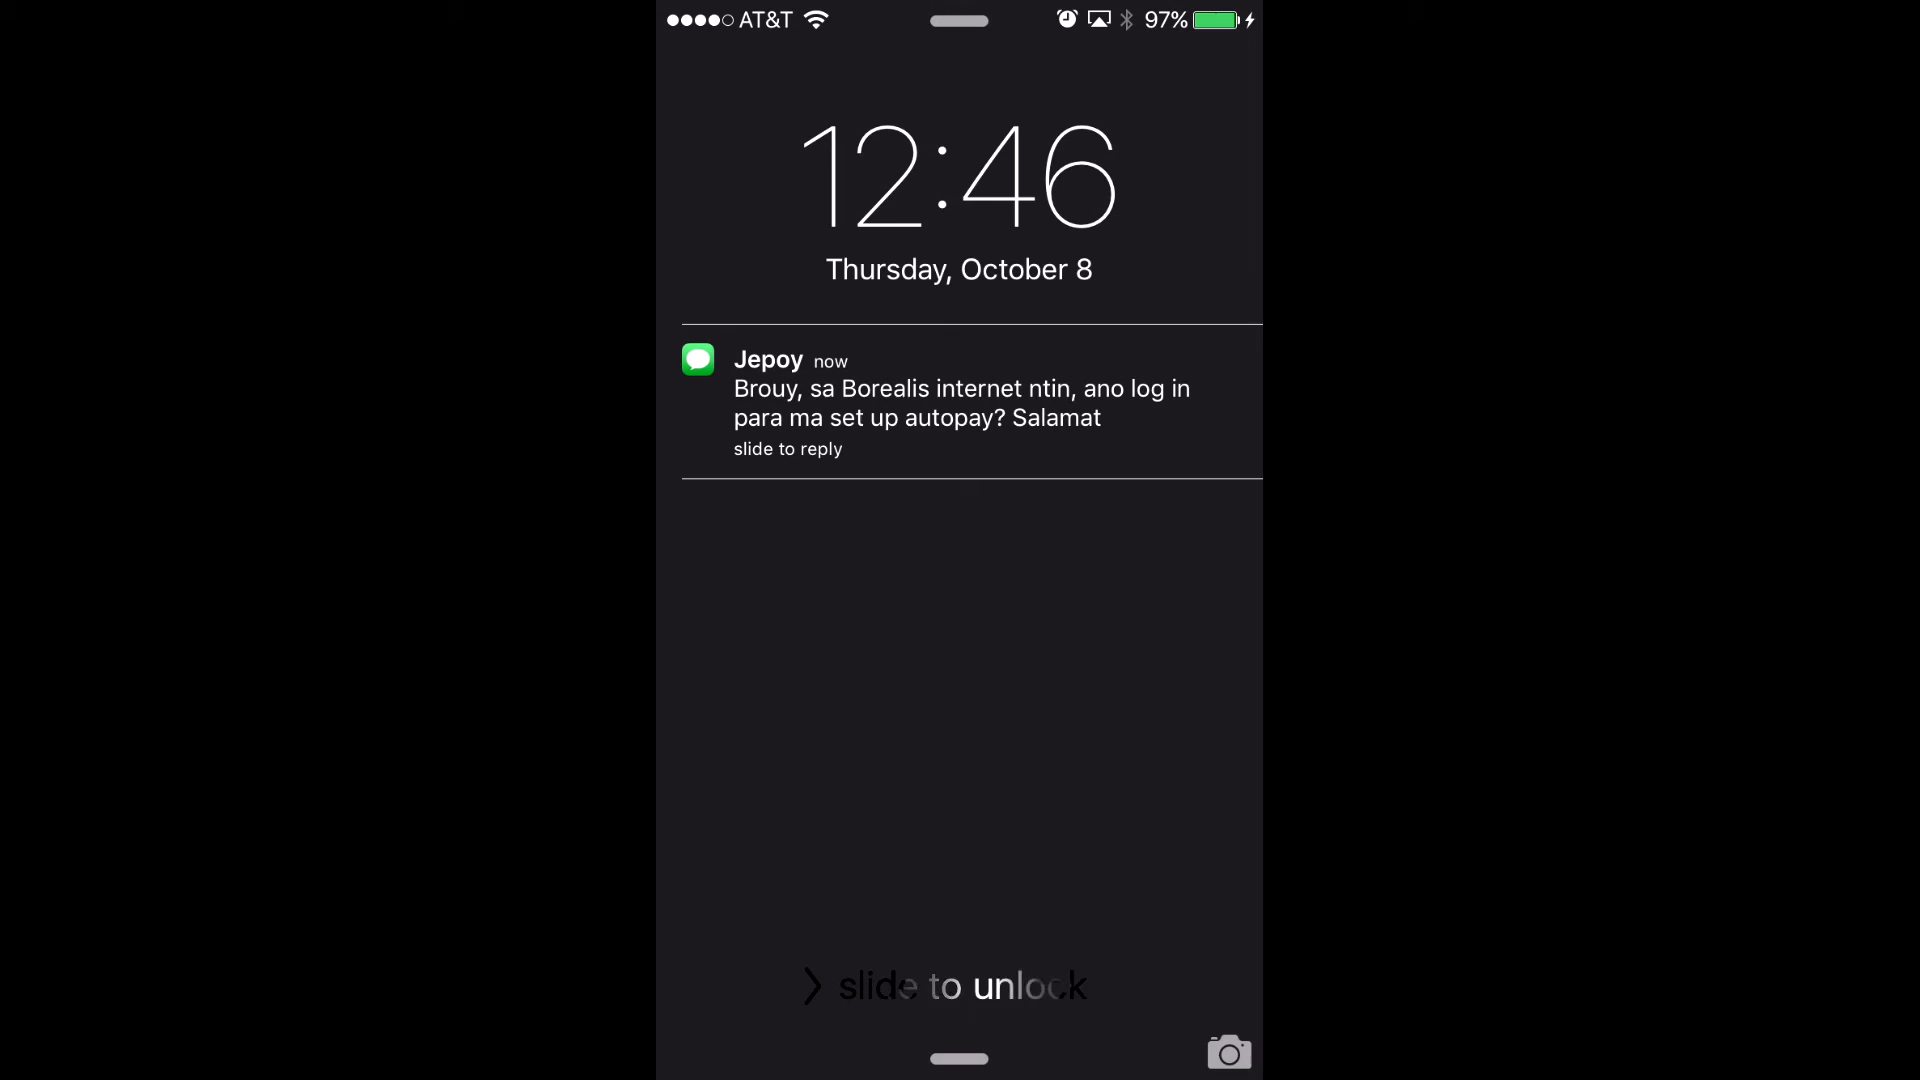 AT&T 97%
12:46
Thursday, October 8
Jepoy now
Brouy, sa Borealis internet ntin, ano log in
para ma set up autopay? Salamat
slide to reply
slide to unlock